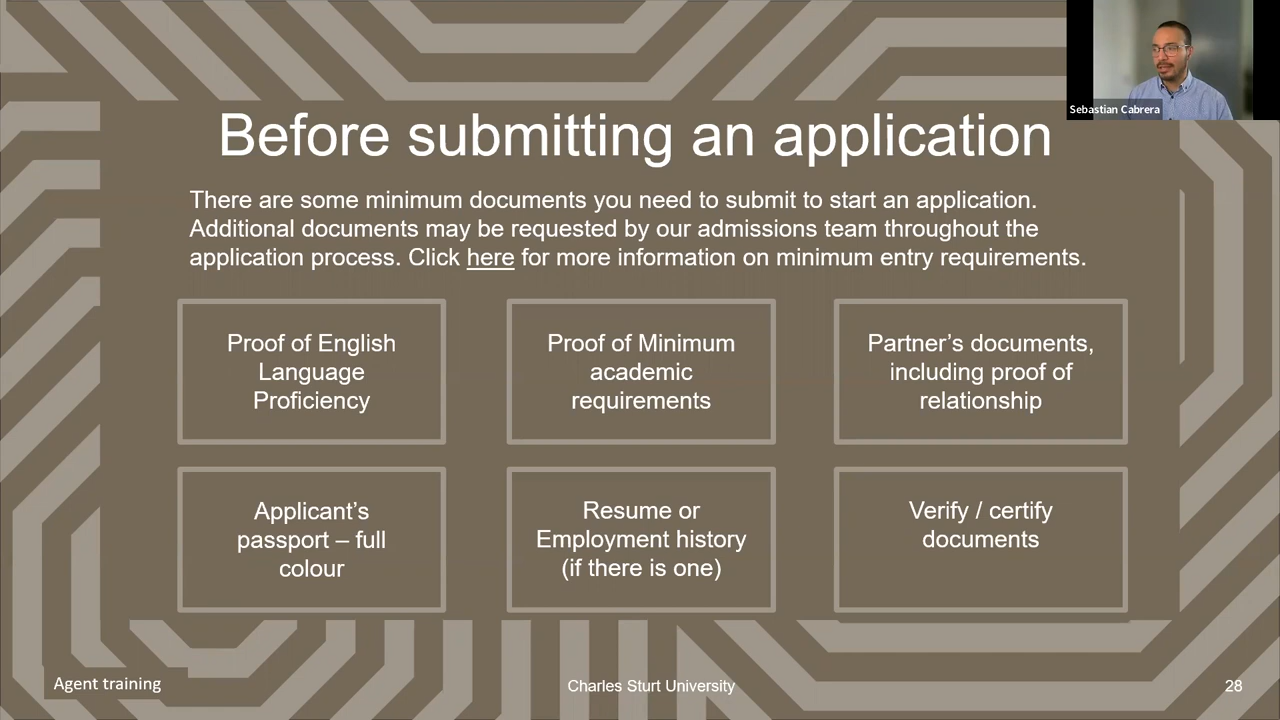 Sebastian Cabrera
Before submitting an application
There are some minimum documents you need to submit to start an application.
Additional documents may be requested by our admissions team throughout the
application process. Click here for more information on minimum entry requirements.
Proof of English
Language
Proficiency
Proof of Minimum
academic
requirements
Partner’s documents,
including proof of
relationship
Applicant’s
passport – full
colour
Resume or
Employment history
(if there is one)
Verify / certify
documents
Agent training
Charles Sturt University
28